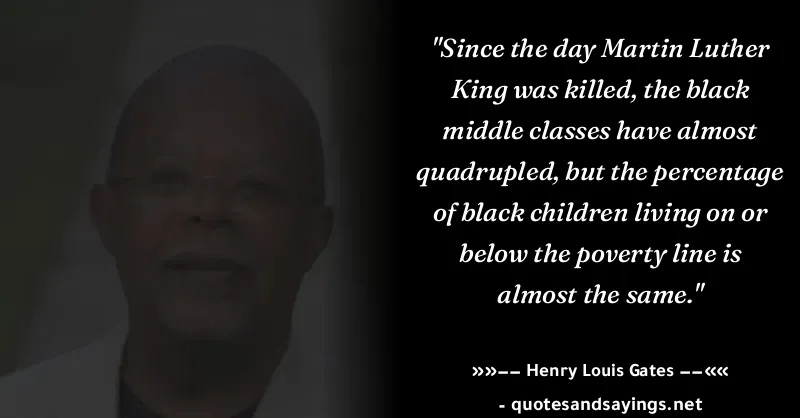 "Since the day Martin Luther
King was killed, the black
middle classes have almost
quadrupled, but the percentage
of black children living on or
below the poverty line is
almost the same."
»»–– Henry Louis Gates ––««
- quotesandsayings.net